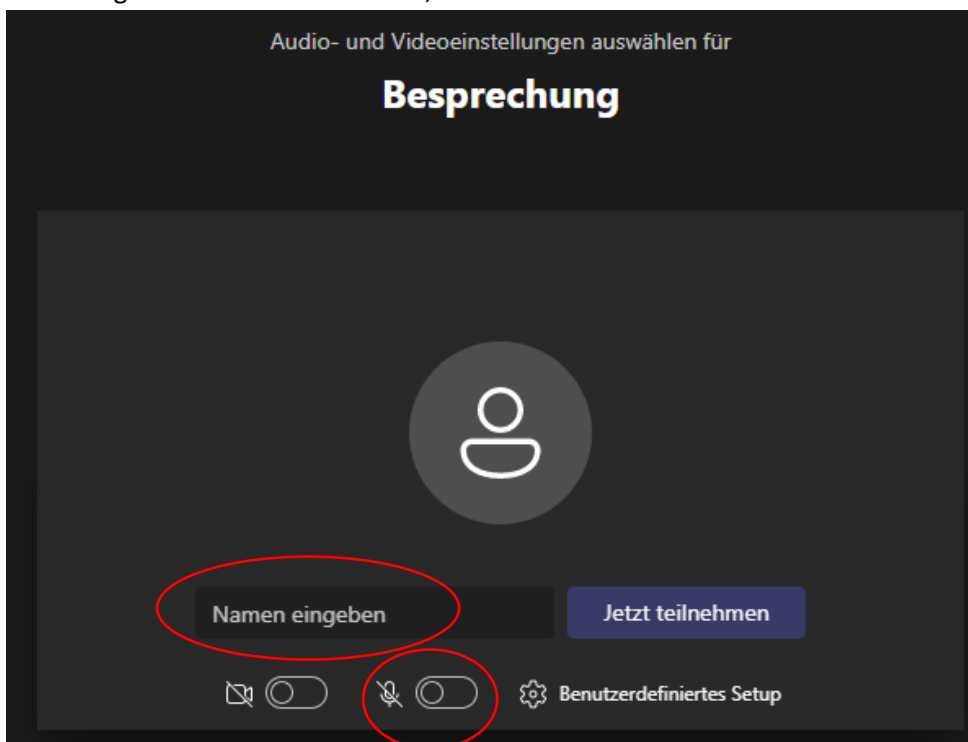 Audio- und Videoeinstellungen auswählen für
Besprechung
Namen eingeben
Jetzt teilnehmen
Benutzerdefiniertes Setup